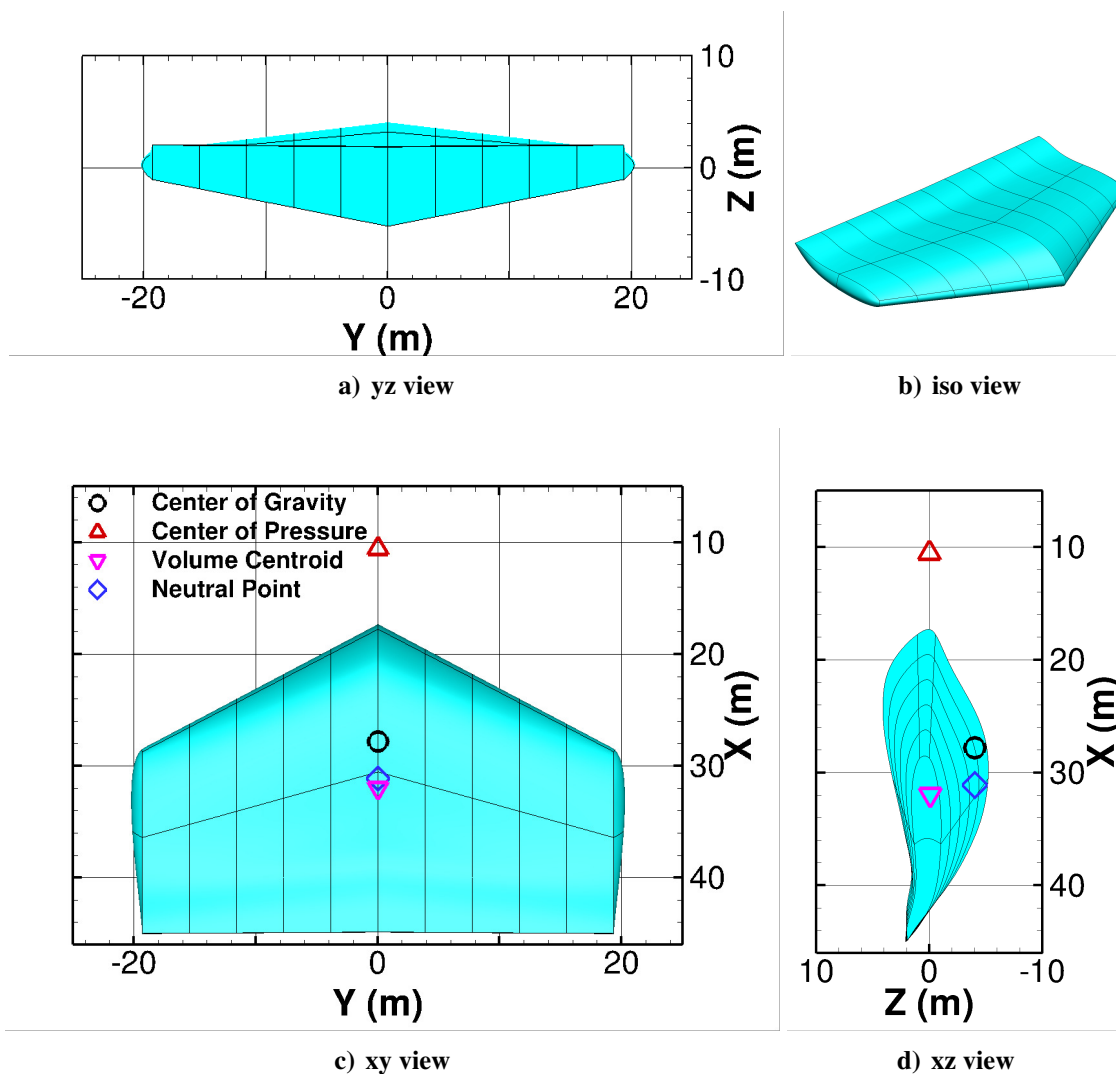 10
0
-10
Z (m)
-20
0
20
Y (m)
a) yz view
b) iso view
Center of Gravity
Center of Pressure
Volume Centroid
Neutral Point
10
20
30
40
X (m)
-20
0
20
Y (m)
c) xy view
10
20
30
40
X (m)
10
0
-10
Z (m)
d) xz view